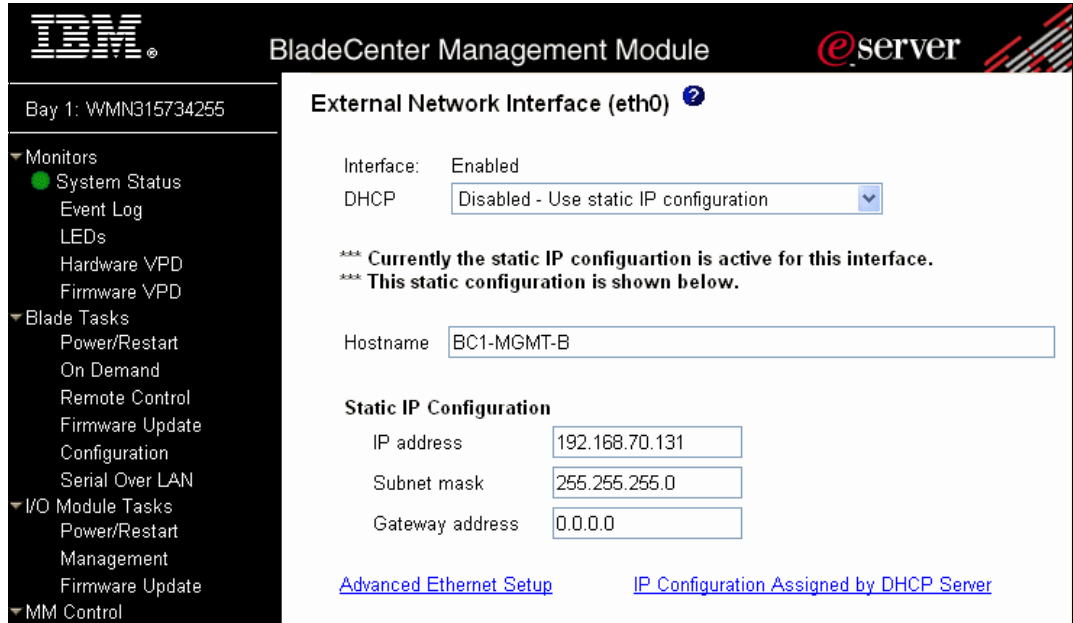 IBM®
BladeCenter Management Module
eserver
Bay 1: WMN315734255
Monitors
System Status
Event Log
LEDs
Hardware VPD
Firmware VPD
Blade Tasks
Power/Restart
On Demand
Remote Control
Firmware Update
Configuration
Serial Over LAN
I/O Module Tasks
Power/Restart
Management
Firmware Update
MM Control
External Network Interface (eth0) ?
Interface: Enabled
DHCP Disabled - Use static IP configuration
*** Currently the static IP configuartion is active for this interface.
*** This static configuration is shown below.
Hostname BC1-MGMT-B
Static IP Configuration
IP address 192.168.70.131
Subnet mask 255.255.255.0
Gateway address 0.0.0.0
Advanced Ethernet Setup IP Configuration Assigned by DHCP Server